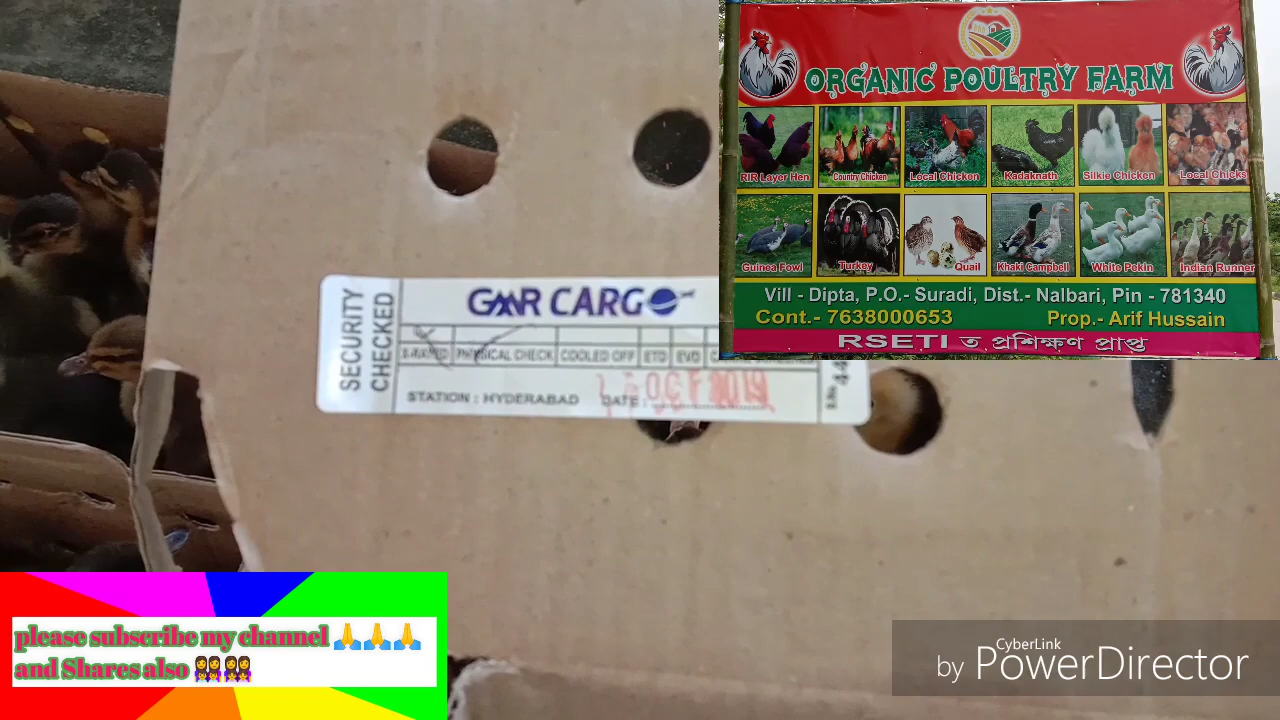 ORGANIC POULTRY FARM
RIR Layer Hen
Country Chicken
Local Chicken
Kadaknath
Silkie Chicken
Local Chicks
Guinea Fowl
Turkey
Quail
Khaki Campbell
White Pekin
Indian Runner
Vill - Dipta, P.O.- Suradi, Dist.- Nalbari, Pin - 781340
Cont.- 7638000653 Prop.- Arif Hussain
RSETI ত প্ৰশিক্ষণ প্ৰাপ্ত
SECURITY CHECKED
GMR CARGO
X-RAYED PHYSICAL CHECK COOLED OFF ETD EVD
STATION : HYDERABAD DATE :
S.No. 44
please subscribe my channel 🙏🙏🙏
and Shares also 👭👭
by CyberLink PowerDirector